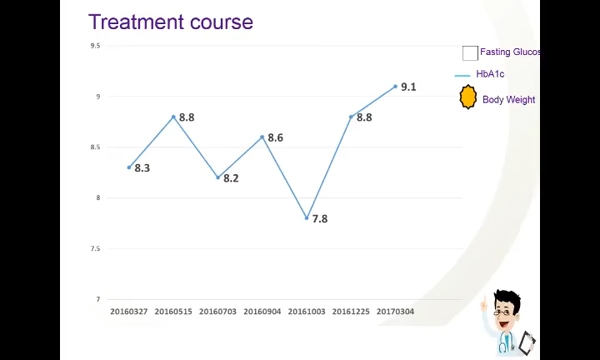 Treatment course
9.5
9
8.5
8
7.5
7
8.3
8.8
8.2
8.6
7.8
8.8
9.1
20160327 20160515 20160703 20160904 20161003 20161225 20170304
Fasting Glucos
HbA1c
Body Weight